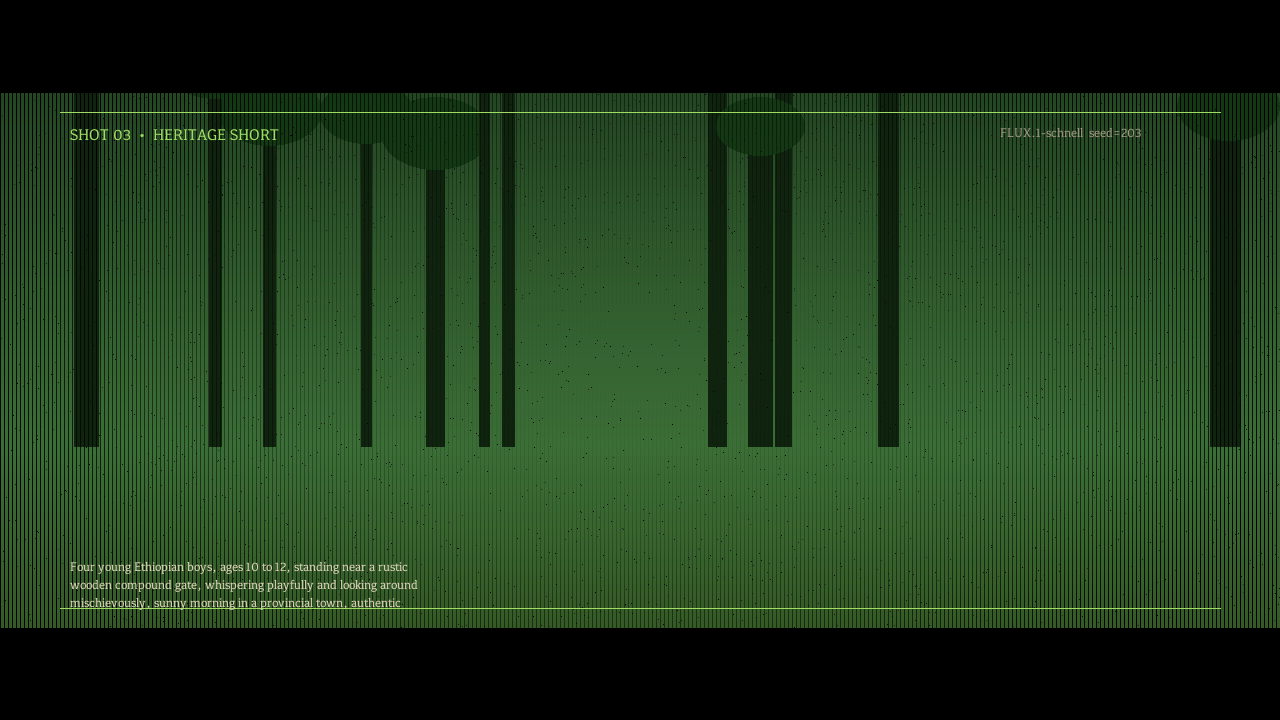 SHOT 03 • HERITAGE SHORT
FLUX.1-schnell seed=203
Four young Ethiopian boys, ages 10 to 12, standing near a rustic
wooden compound gate, whispering playfully and looking around
mischievously, sunny morning in a provincial town, authentic